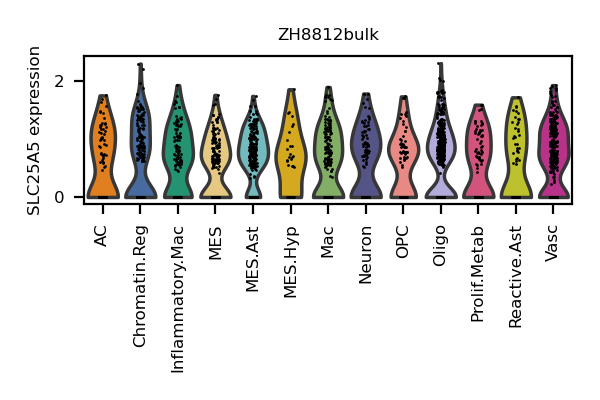 ZH8812bulk
SLC25A5 expression
2
0
AC
Chromatin.Reg
Inflammatory.Mac
MES
MES.Ast
MES.Hyp
Mac
Neuron
OPC
Oligo
Prolif.Metab
Reactive.Ast
Vasc